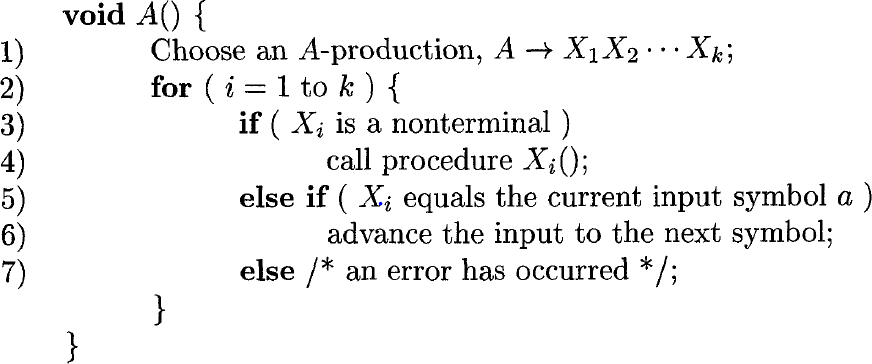 void A() {
1) Choose an A-production, A → X₁X₂ ⋯ Xₖ;
2) for ( i = 1 to k ) {
3) if ( Xᵢ is a nonterminal )
4) call procedure Xᵢ();
5) else if ( Xᵢ equals the current input symbol a )
6) advance the input to the next symbol;
7) else /* an error has occurred */;
}
}